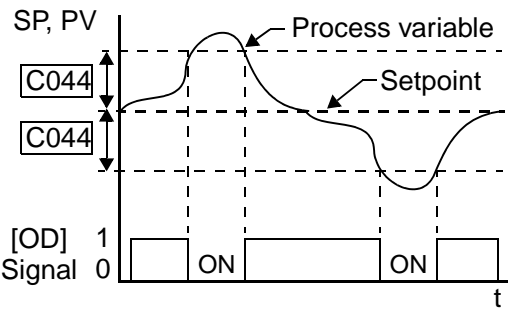 SP, PV
Process variable
C044
Setpoint
C044
[OD] 1
Signal 0
ON
ON
t